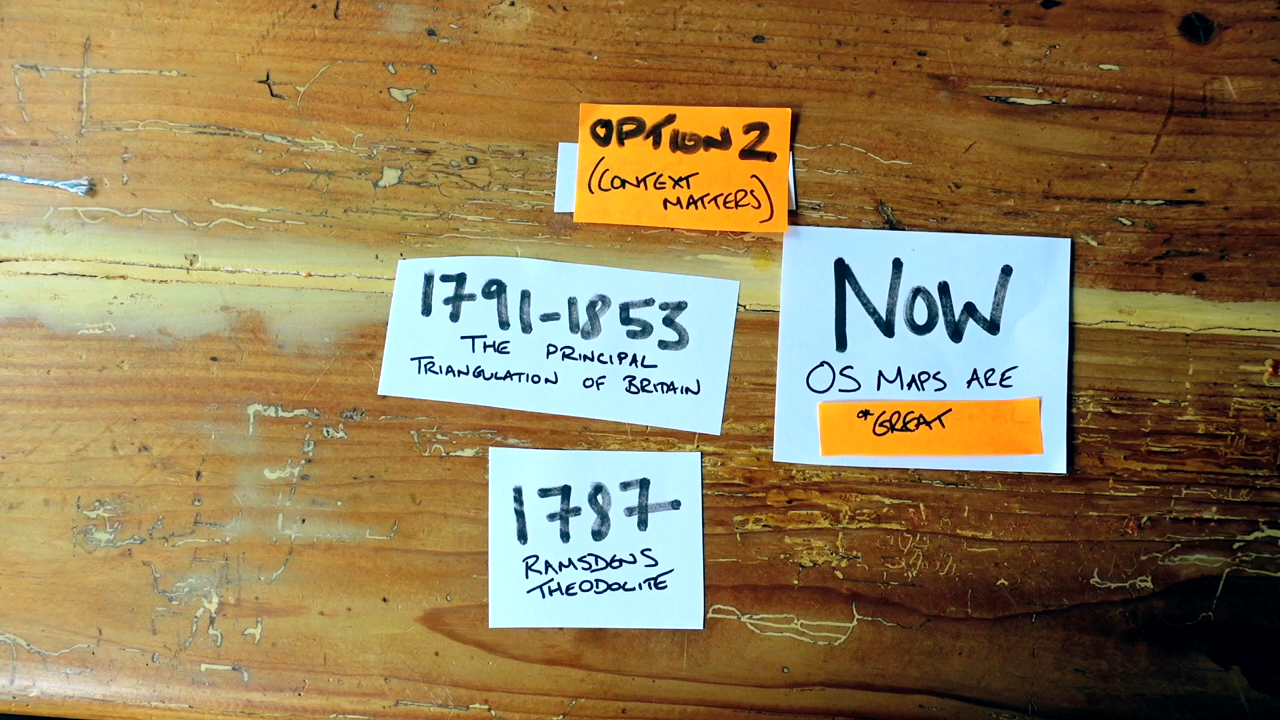 OPTION 2
(CONTEXT
MATTERS)
1791-1853
THE PRINCIPAL
TRIANGULATION OF BRITAIN
NOW
OS MAPS ARE
GREAT
1787
RAMSDENS
THEODOLITE